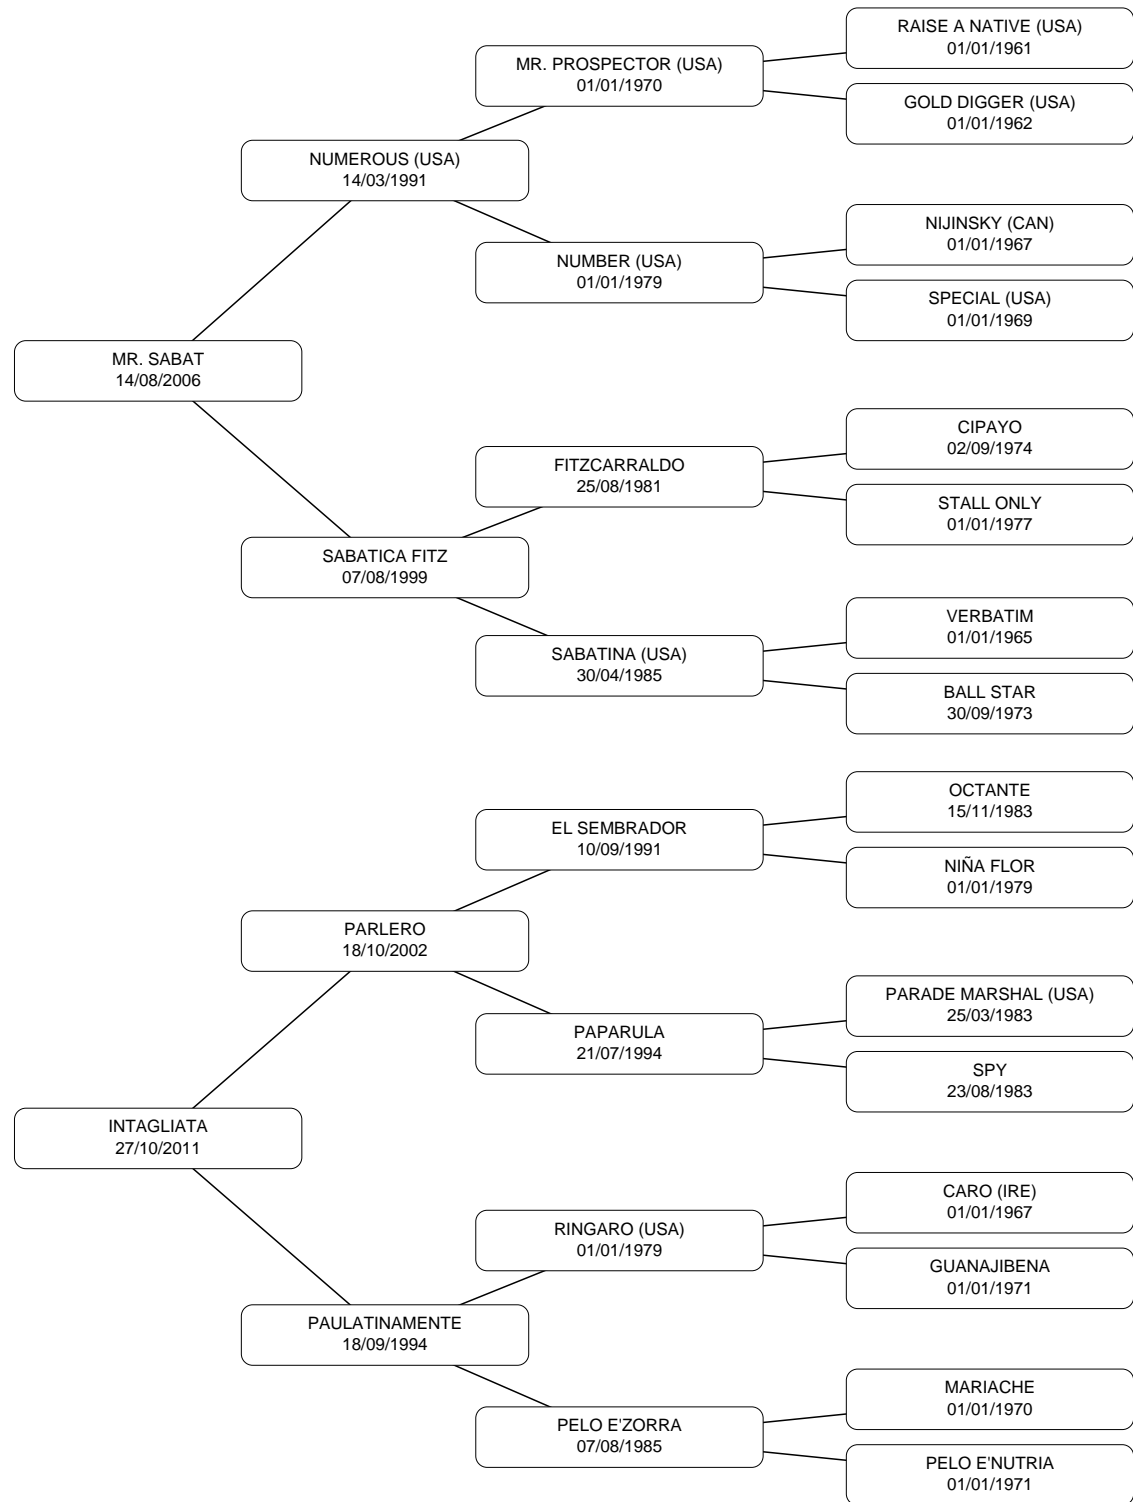 RAISE A NATIVE (USA)
01/01/1961
MR. PROSPECTOR (USA)
01/01/1970
GOLD DIGGER (USA)
01/01/1962
NUMEROUS (USA)
14/03/1991
NIJINSKY (CAN)
01/01/1967
NUMBER (USA)
01/01/1979
SPECIAL (USA)
01/01/1969
MR. SABAT
14/08/2006
CIPAYO
02/09/1974
FITZCARRALDO
25/08/1981
STALL ONLY
01/01/1977
SABATICA FITZ
07/08/1999
VERBATIM
01/01/1965
SABATINA (USA)
30/04/1985
BALL STAR
30/09/1973
OCTANTE
15/11/1983
EL SEMBRADOR
10/09/1991
NIÑA FLOR
01/01/1979
PARLERO
18/10/2002
PARADE MARSHAL (USA)
25/03/1983
PAPARULA
21/07/1994
SPY
23/08/1983
INTAGLIATA
27/10/2011
CARO (IRE)
01/01/1967
RINGARO (USA)
01/01/1979
GUANAJIBENA
01/01/1971
PAULATINAMENTE
18/09/1994
MARIACHE
01/01/1970
PELO E'ZORRA
07/08/1985
PELO E'NUTRIA
01/01/1971